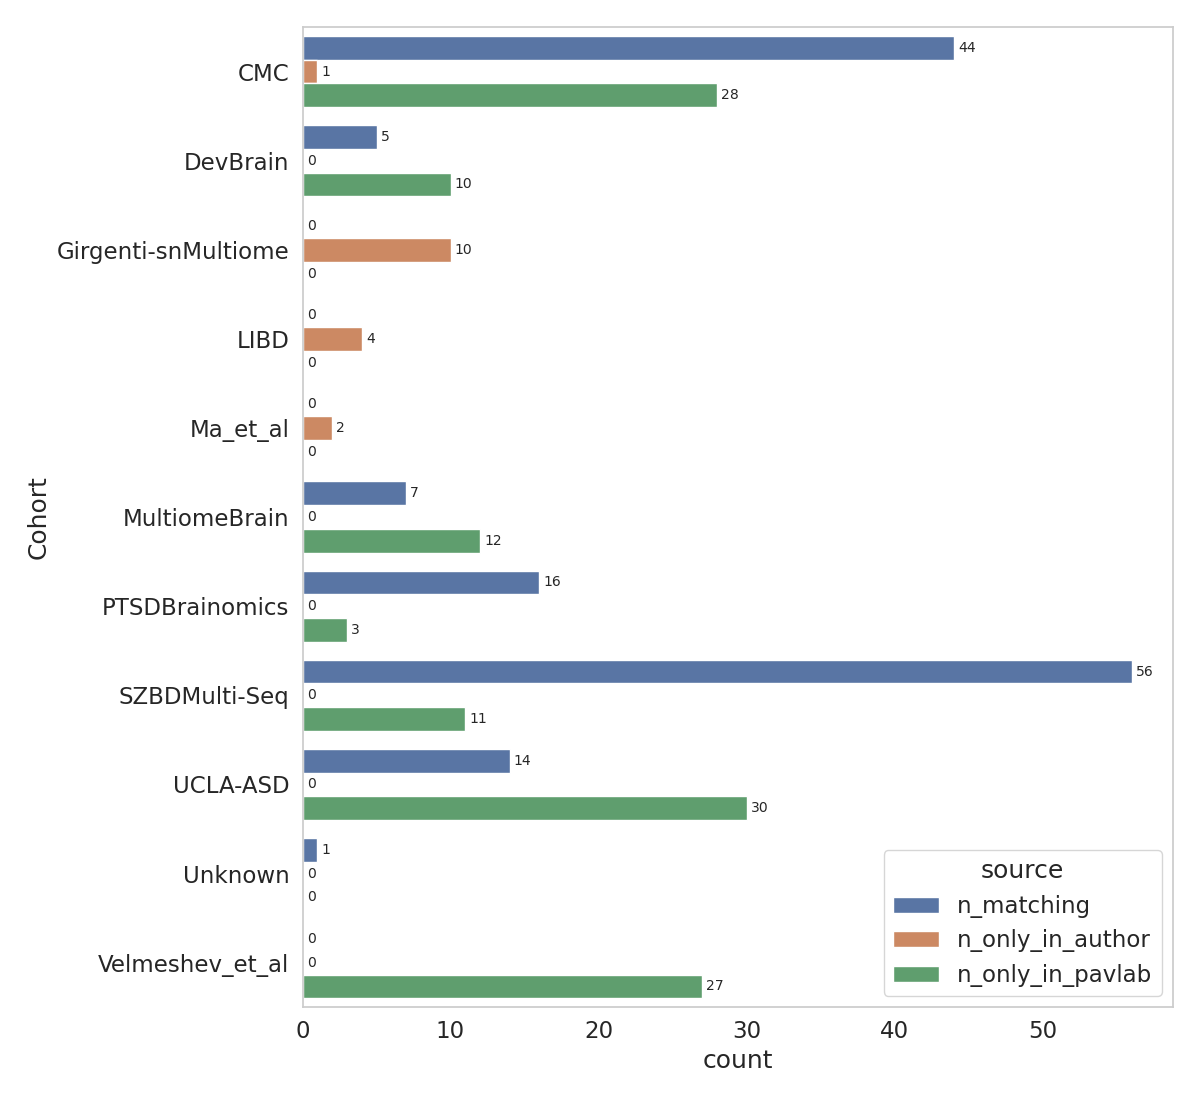 CMC
44
1
28
DevBrain
5
0
10
Girgenti-snMultiome
0
10
0
LIBD
0
4
0
Ma_et_al
0
2
0
MultiomeBrain
7
0
12
PTSDBrainomics
16
0
3
SZBDMulti-Seq
56
0
11
UCLA-ASD
14
0
30
Unknown
1
0
0
Velmeshev_et_al
0
0
27
Cohort
source
n_matching
n_only_in_author
n_only_in_pavlab
0 10 20 30 40 50
count